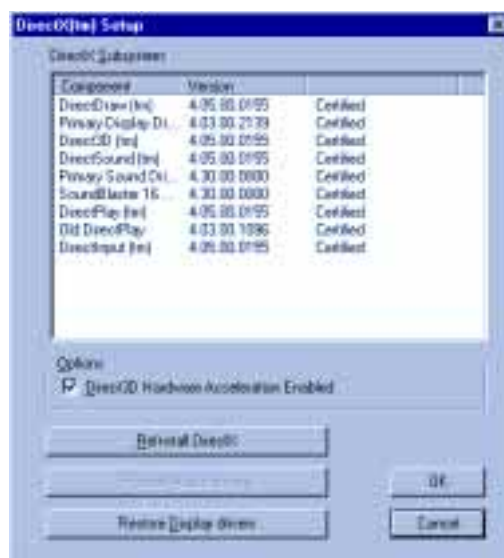 DirectX(tm) Setup
DirectX Subsystems
Component Version
DirectDraw (tm) 4.05.00.0155 Certified
Primary Display Dri... 4.03.00.2139 Certified
Direct3D (tm) 4.05.00.0155 Certified
DirectSound (tm) 4.05.00.0155 Certified
Primary Sound Dri... 4.30.00.0000 Certified
SoundBlaster 16 ... 4.30.00.0000 Certified
DirectPlay (tm) 4.05.00.0155 Certified
Old DirectPlay 4.03.00.1096 Certified
DirectInput (tm) 4.05.00.0155 Certified
Options
Direct3D Hardware Acceleration Enabled
Reinstall DirectX
OK
Restore Display drivers
Cancel